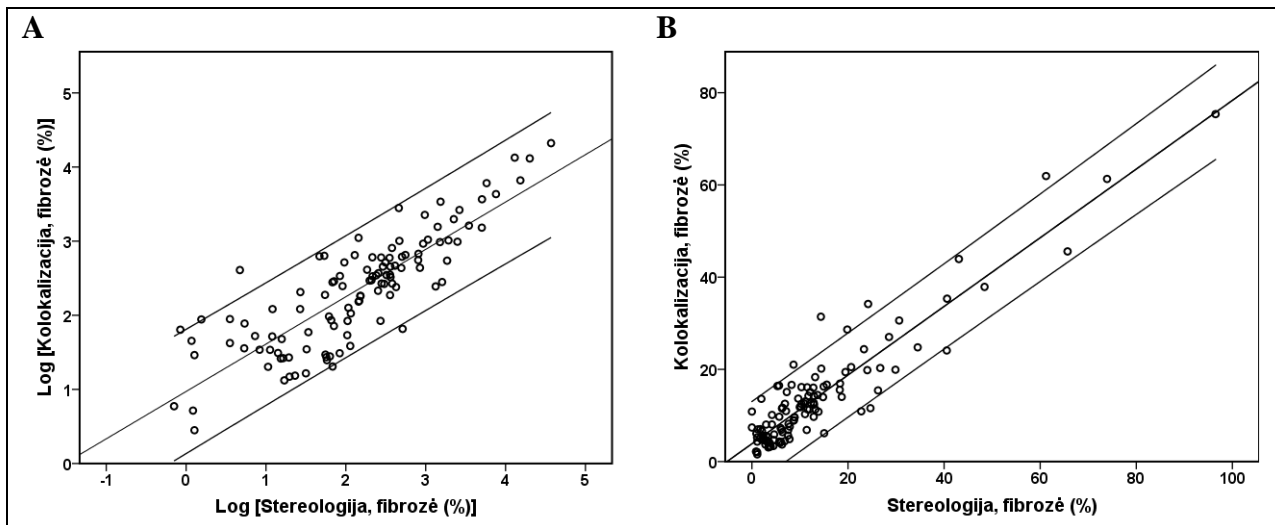 A
B
Log [Kolokalizacija, fibrozė (%)]
5
4
3
2
1
0
-1 0 1 2 3 4 5
Log [Stereologija, fibrozė (%)]
Kolokalizacija, fibrozė (%)
80
60
40
20
0
0 20 40 60 80 100
Stereologija, fibrozė (%)